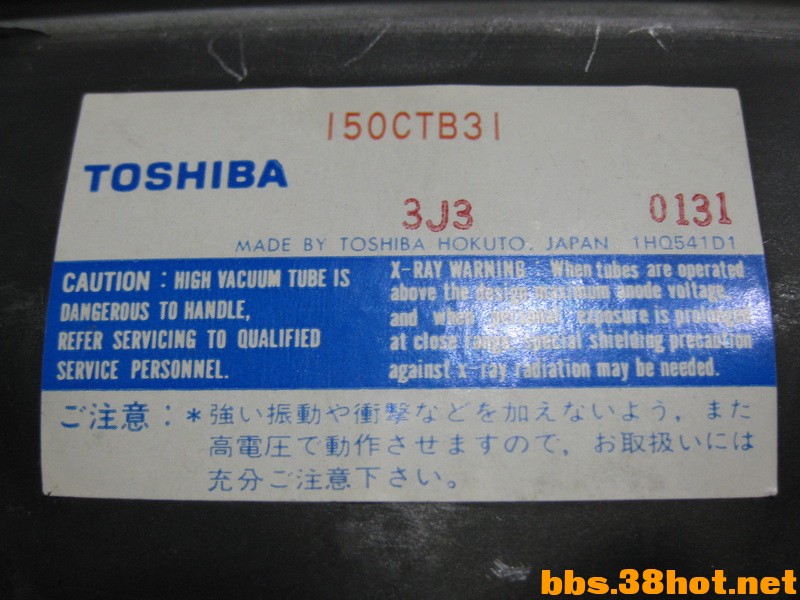 150CTB31
TOSHIBA
3J3 0131
MADE BY TOSHIBA HOKUTO. JAPAN 1HQ541D1
CAUTION : HIGH VACUUM TUBE IS
DANGEROUS TO HANDLE,
REFER SERVICING TO QUALIFIED
SERVICE PERSONNEL.
X-RAY WARNING When tubes are operated
above the design maximum anode voltage,
and when personnel exposure is prolonged
at close range, special shielding precaution
against x-ray radiation may be needed.
ご注意：*強い振動や衝撃などを加えないよう，また
高電圧で動作させますので，お取扱いには
充分ご注意下さい。
bbs.38hot.net